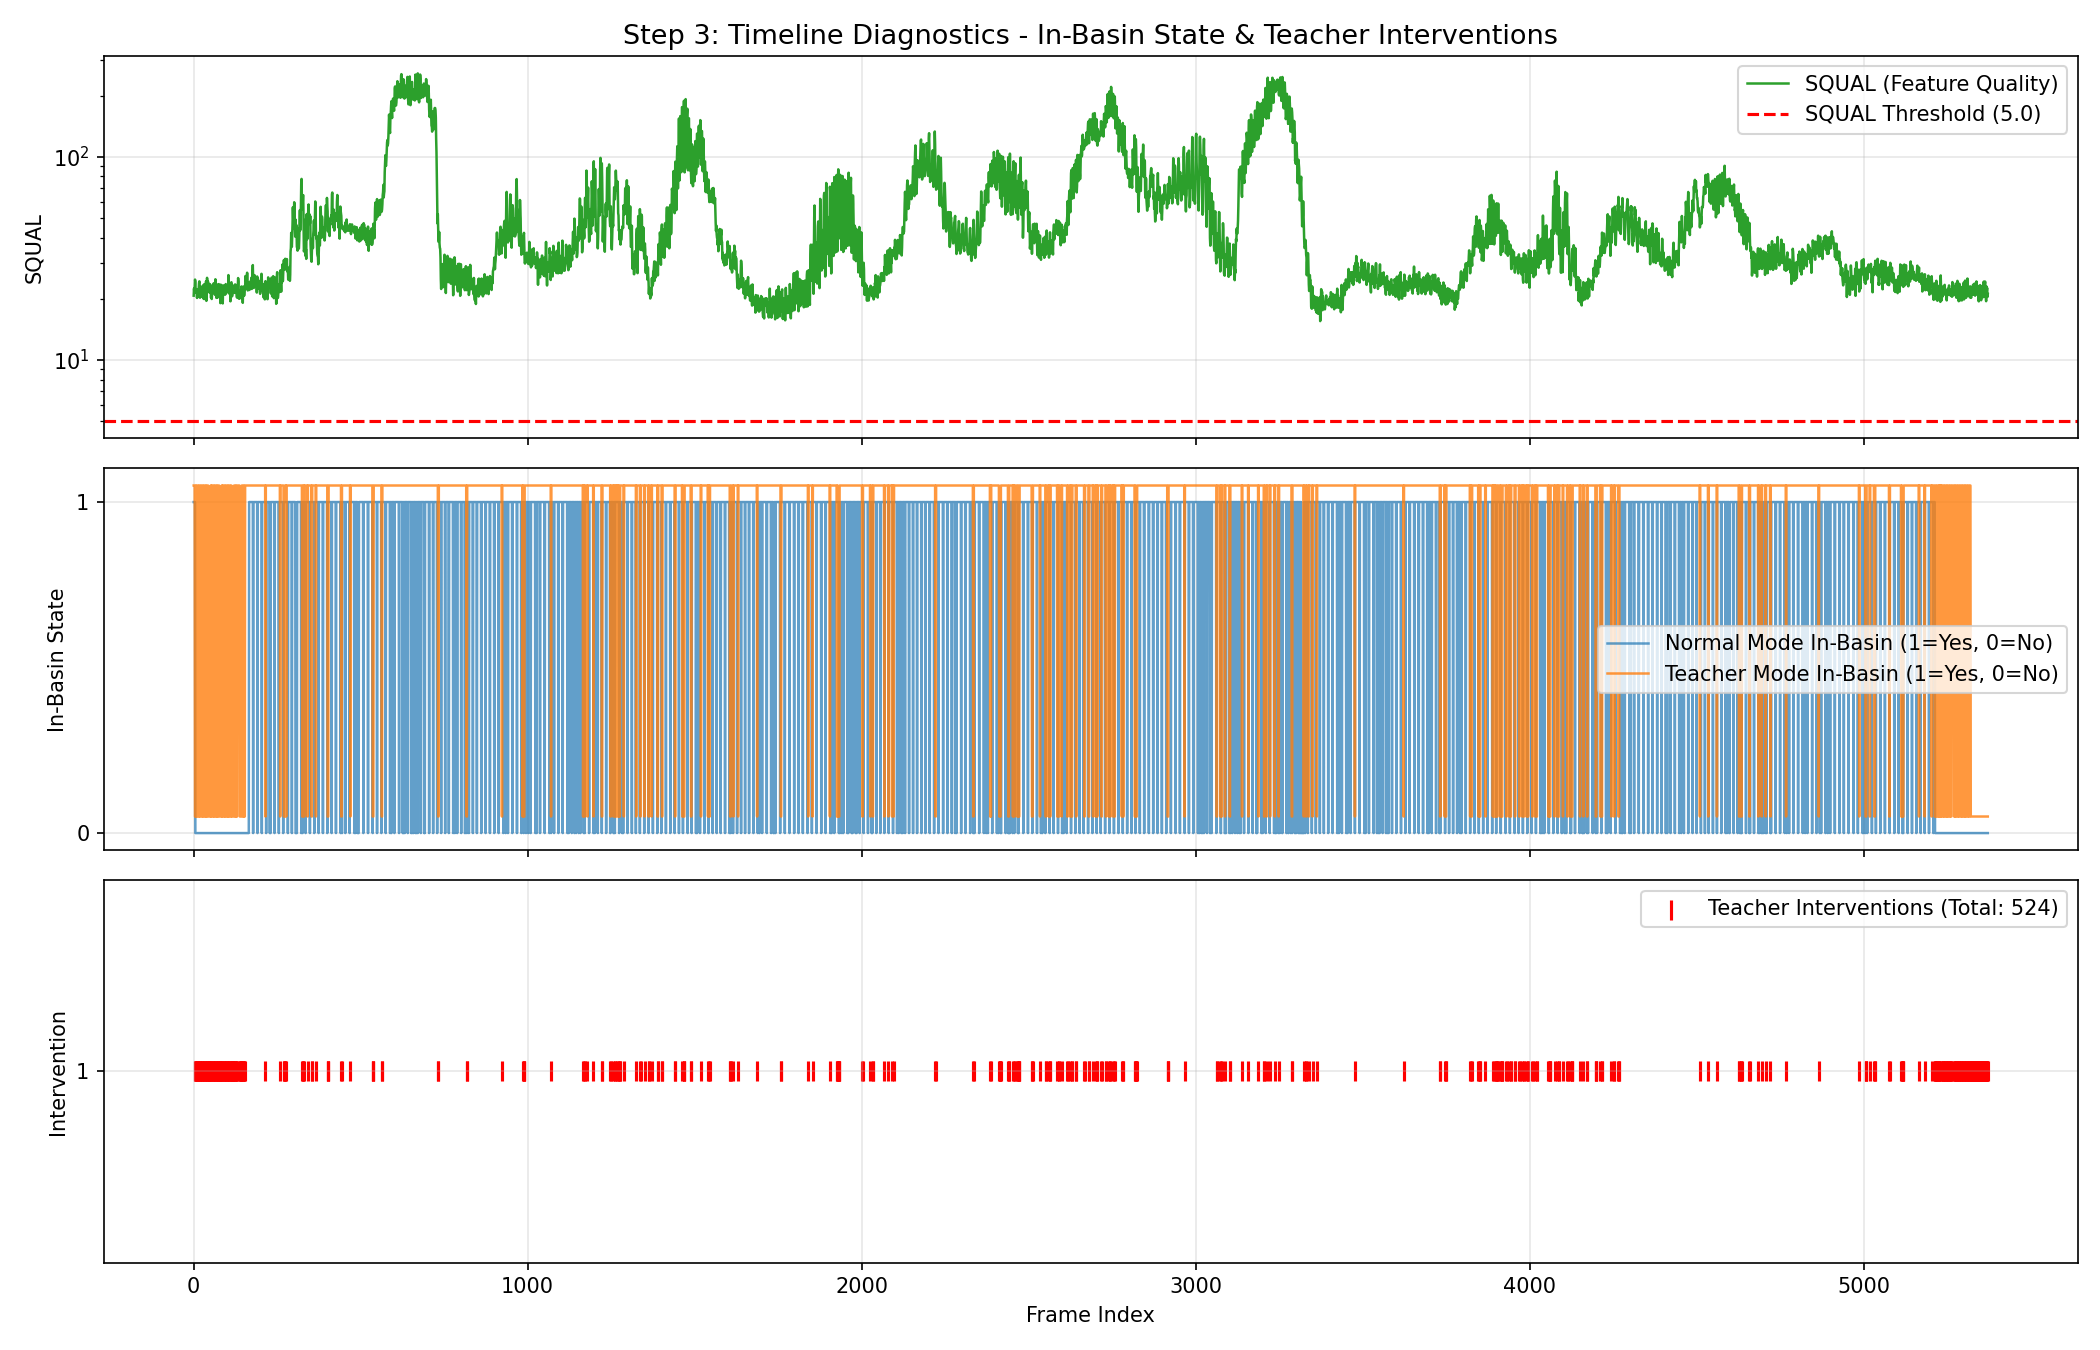 Step 3: Timeline Diagnostics - In-Basin State & Teacher Interventions
SQUAL
10²
10¹
SQUAL (Feature Quality)
SQUAL Threshold (5.0)
In-Basin State
1
0
Normal Mode In-Basin (1=Yes, 0=No)
Teacher Mode In-Basin (1=Yes, 0=No)
Intervention
1
Teacher Interventions (Total: 524)
0 1000 2000 3000 4000 5000
Frame Index